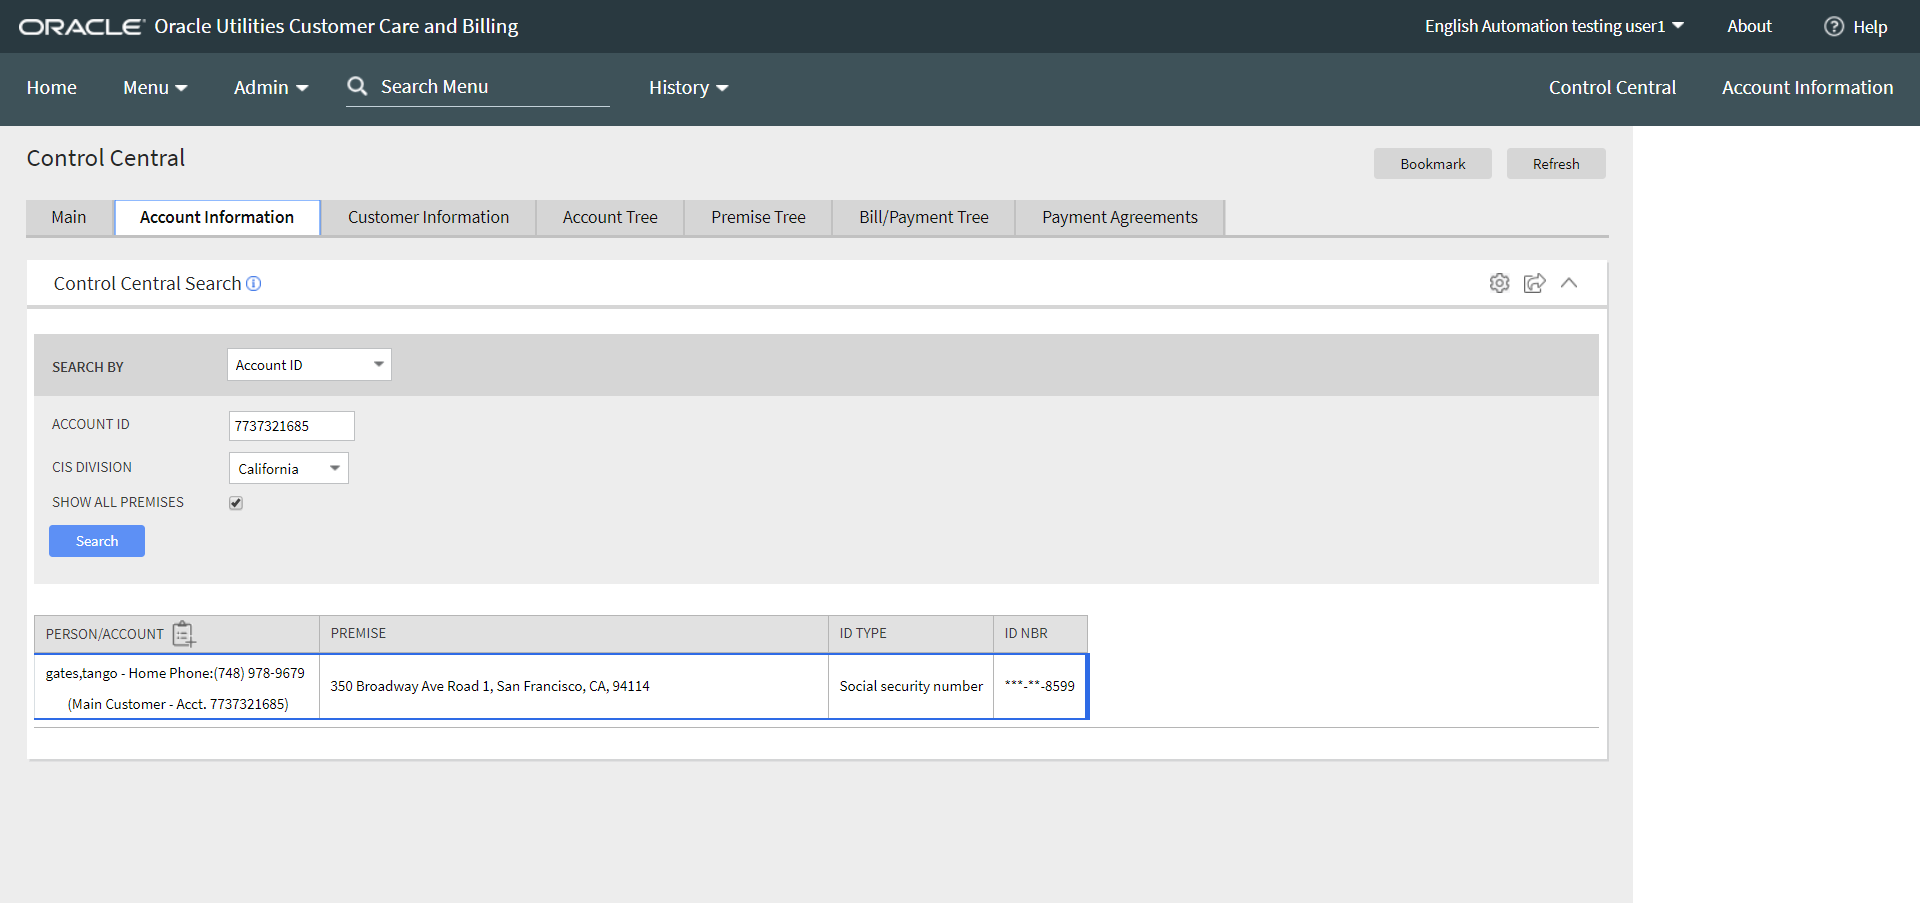 ORACLE Oracle Utilities Customer Care and Billing
English Automation testing user1 About Help
Home Menu Admin Search Menu History Control Central Account Information
Control Central
Bookmark Refresh
Main Account Information Customer Information Account Tree Premise Tree Bill/Payment Tree Payment Agreements
Control Central Search
SEARCH BY Account ID
ACCOUNT ID 7737321685
CIS DIVISION California
SHOW ALL PREMISES
Search
PERSON/ACCOUNT PREMISE ID TYPE ID NBR
gates,tango - Home Phone:(748) 978-9679
(Main Customer - Acct. 7737321685)
350 Broadway Ave Road 1, San Francisco, CA, 94114 Social security number ***-**-8599